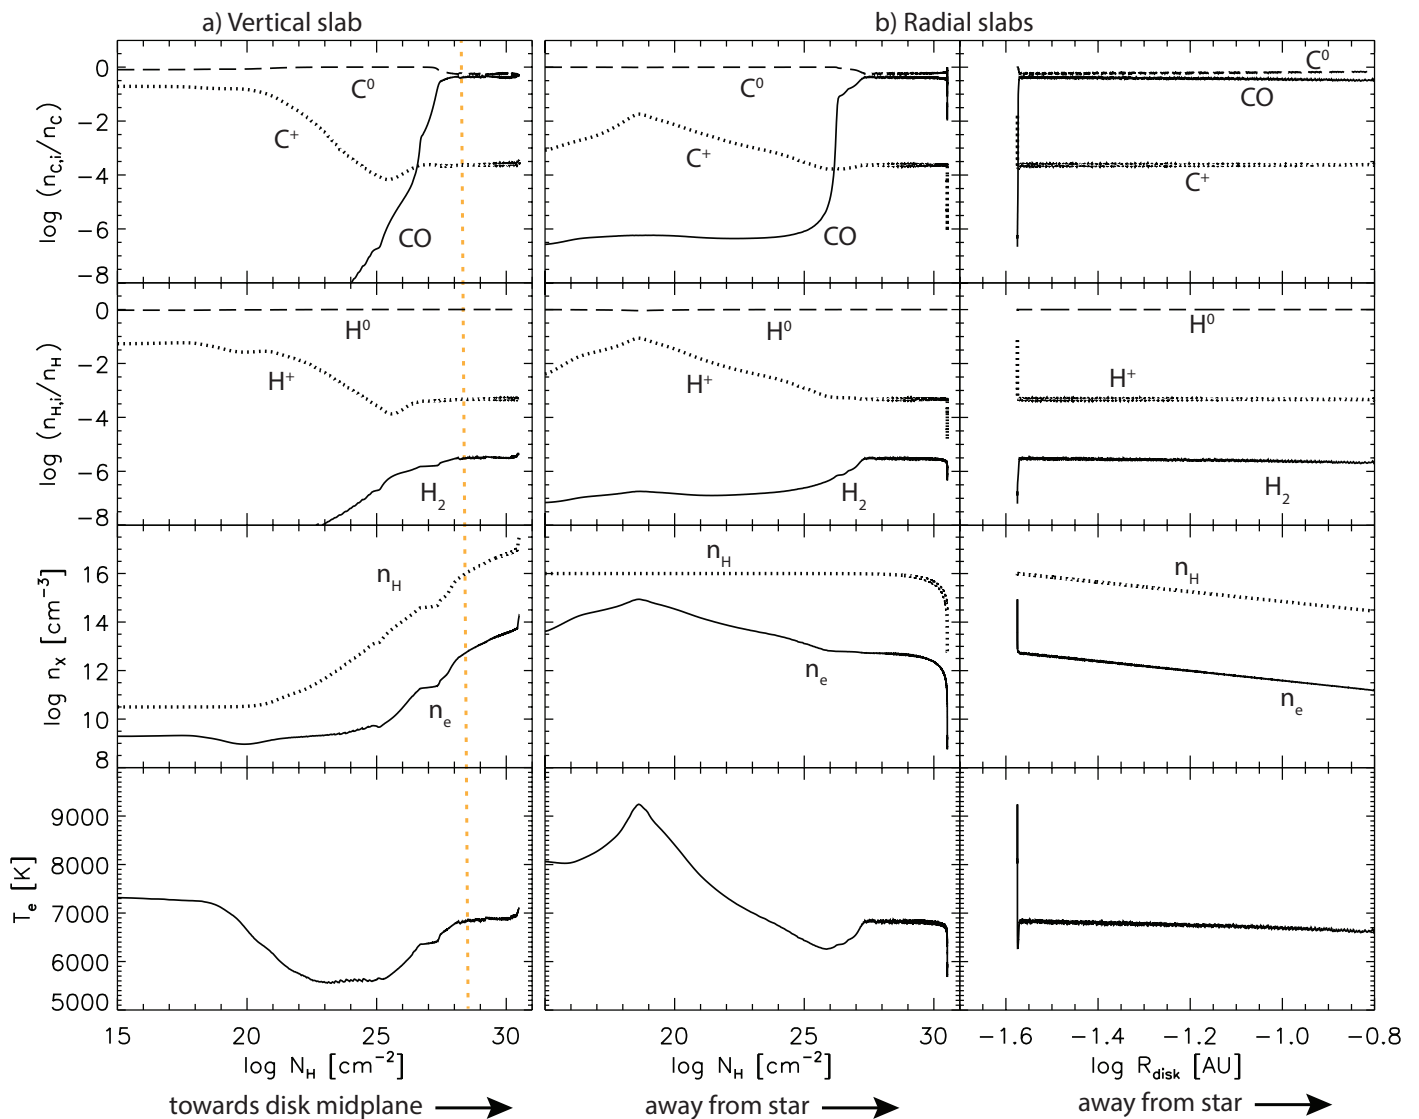 a) Vertical slab
b) Radial slabs
log (n_C,i/n_C)
0
−2
−4
−6
−8
C⁰
C⁺
CO
C⁰
C⁺
CO
C⁰
CO
C⁺
log (n_H,i/n_H)
0
−2
−4
−6
−8
H⁰
H⁺
H₂
H⁰
H⁺
H₂
H⁰
H⁺
H₂
log n_x [cm⁻³]
16
14
12
10
8
n_H
n_e
n_H
n_e
n_H
n_e
T_e [K]
9000
8000
7000
6000
5000
15 20 25 30
20 25 30
−1.6 −1.4 −1.2 −1.0 −0.8
log N_H [cm⁻²]
log N_H [cm⁻²]
log R_disk [AU]
towards disk midplane
away from star
away from star